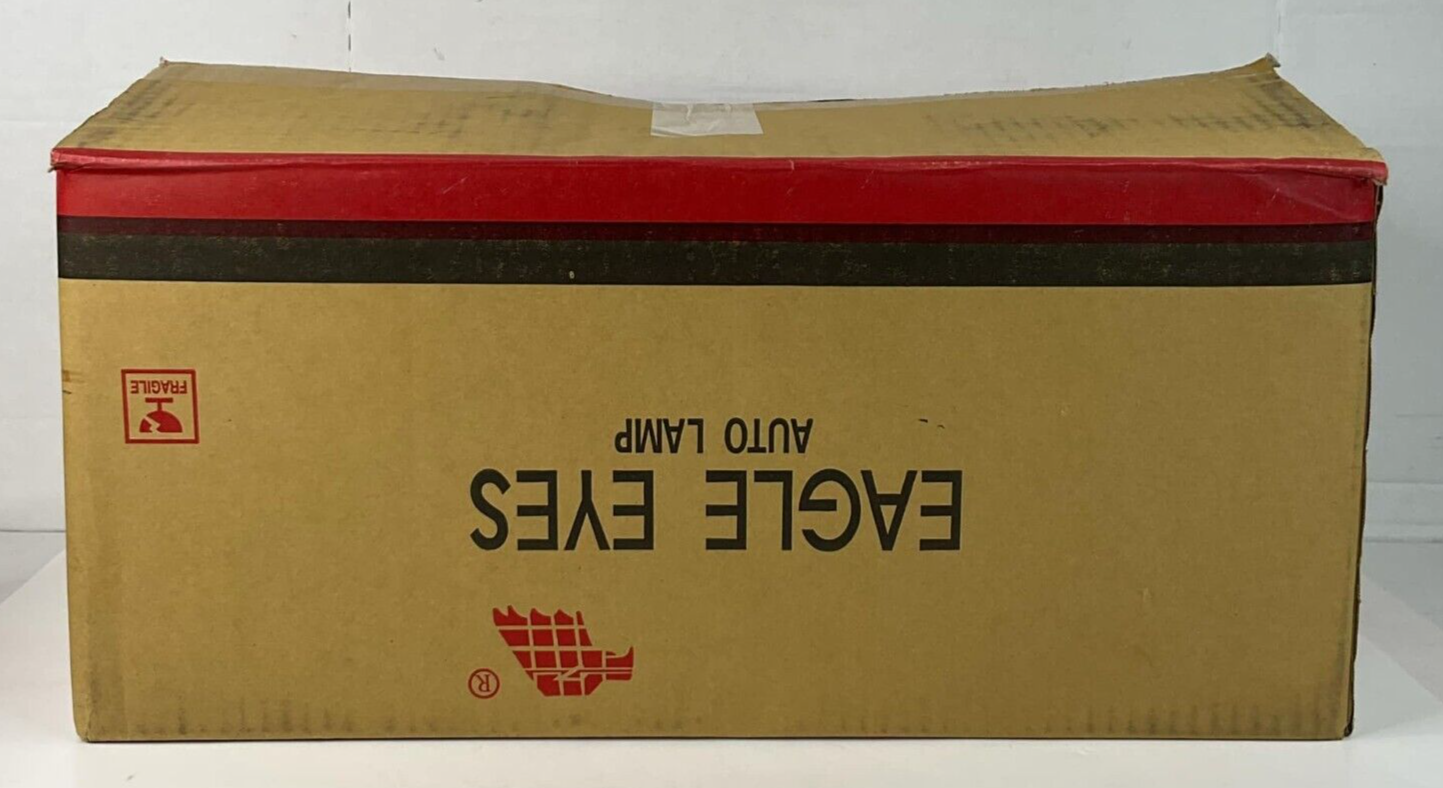 ®
EAGLE EYES
AUTO LAMP
FRAGILE